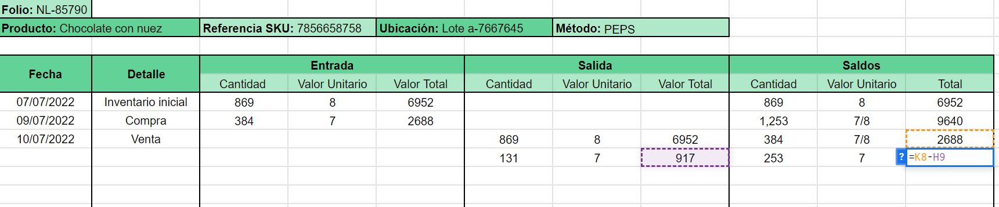 Folio: NL-85790
Producto: Chocolate con nuez Referencia SKU: 7856658758 Ubicación: Lote a-7667645 Método: PEPS
Fecha Detalle Entrada Salida Saldos
Cantidad Valor Unitario Valor Total Cantidad Valor Unitario Valor Total Cantidad Valor Unitario Total
07/07/2022 Inventario inicial 869 8 6952 869 8 6952
09/07/2022 Compra 384 7 2688 1,253 7/8 9640
10/07/2022 Venta 869 8 6952 384 7/8 2688
131 7 917 253 7 ? =K8-H9